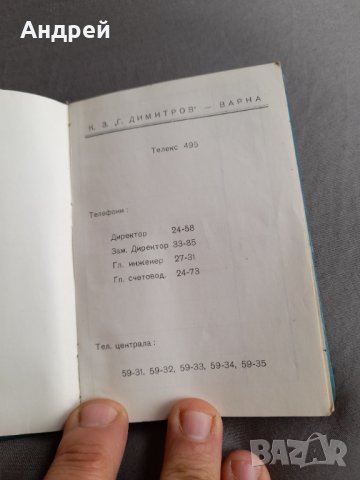 Андрей
К. З. „Г. ДИМИТРОВ" — ВАРНА
Телекс 495
Телефони:
Директор 24-58
Зам. Директор 33-85
Гл. инженер 27-31
Гл. счетовод. 24-73
Тел. централа:
59-31, 59-32, 59-33, 59-34, 59-35
BAZAR